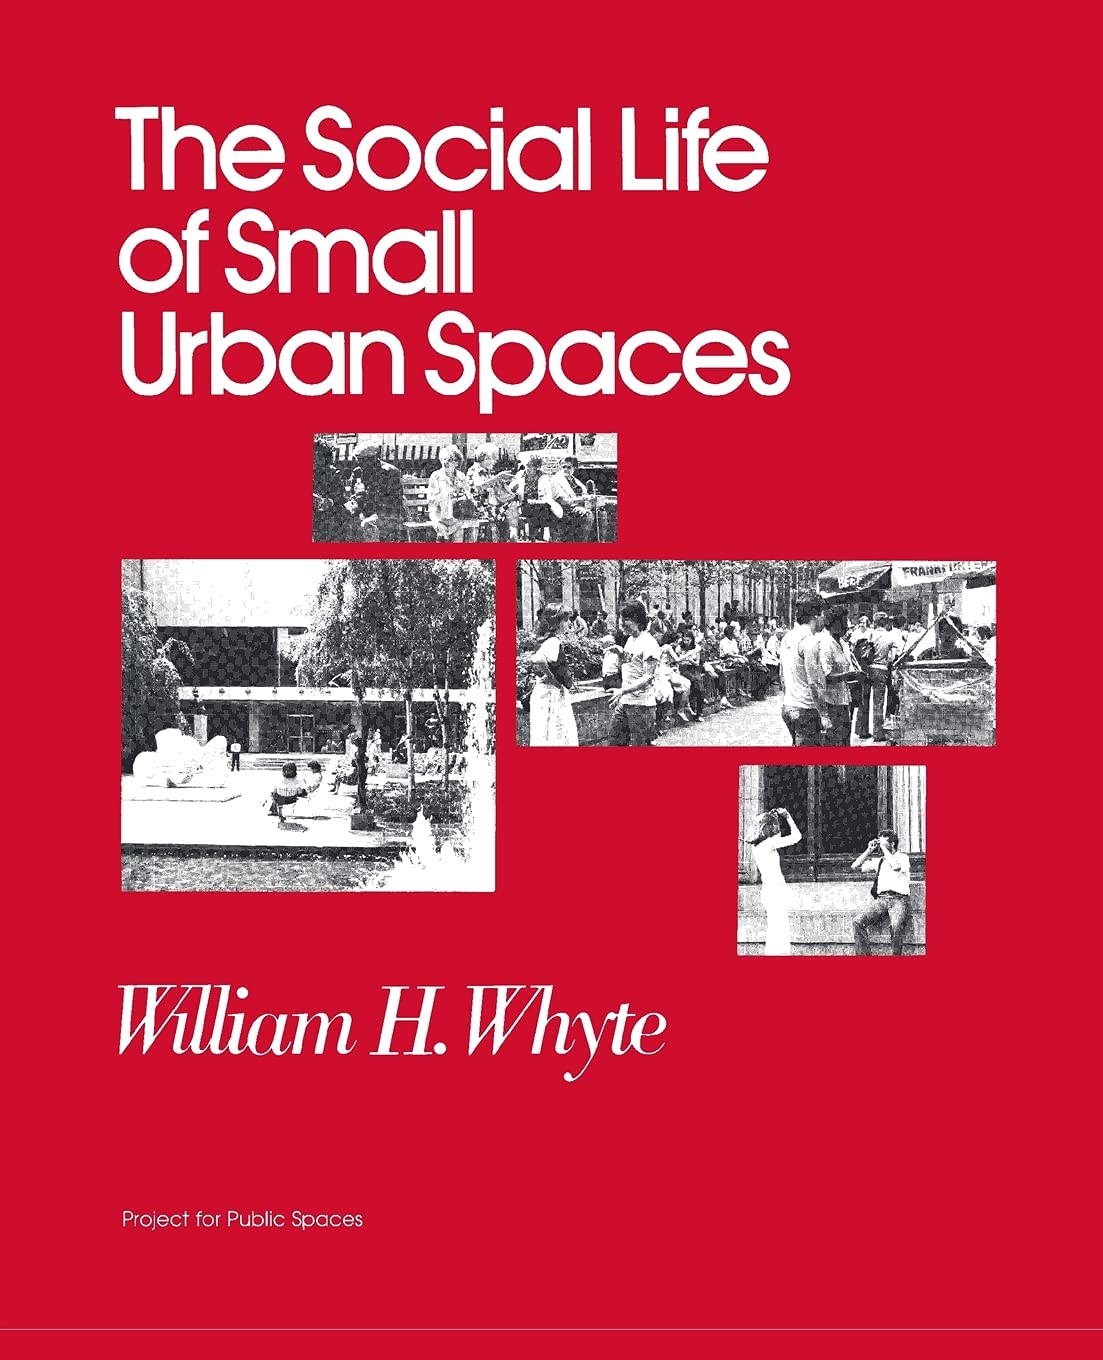 The Social Life
of Small
Urban Spaces
William H. Whyte
Project for Public Spaces